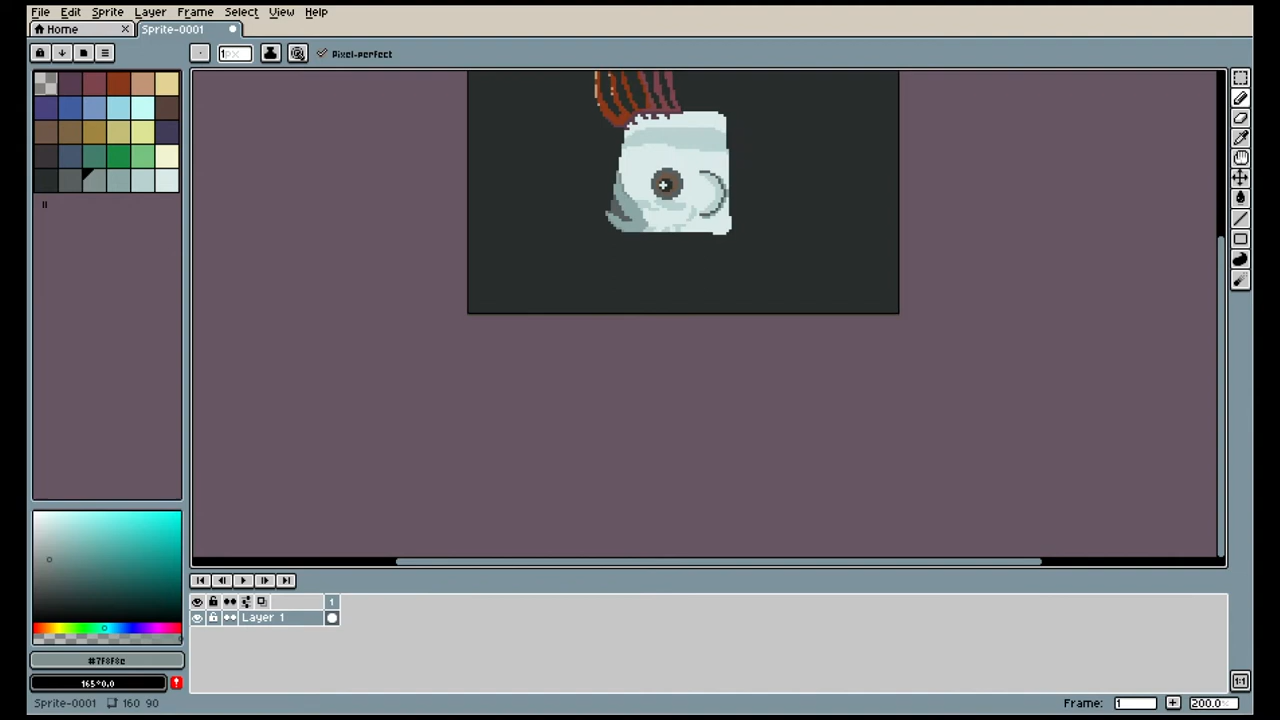 File Edit Sprite Layer Frame Select View Help
Home Sprite-0001
Pixel-perfect
1
Layer 1
#7F8F8C
165*0.0
Sprite-0001 160 90 Frame: 1 200.0
1:1